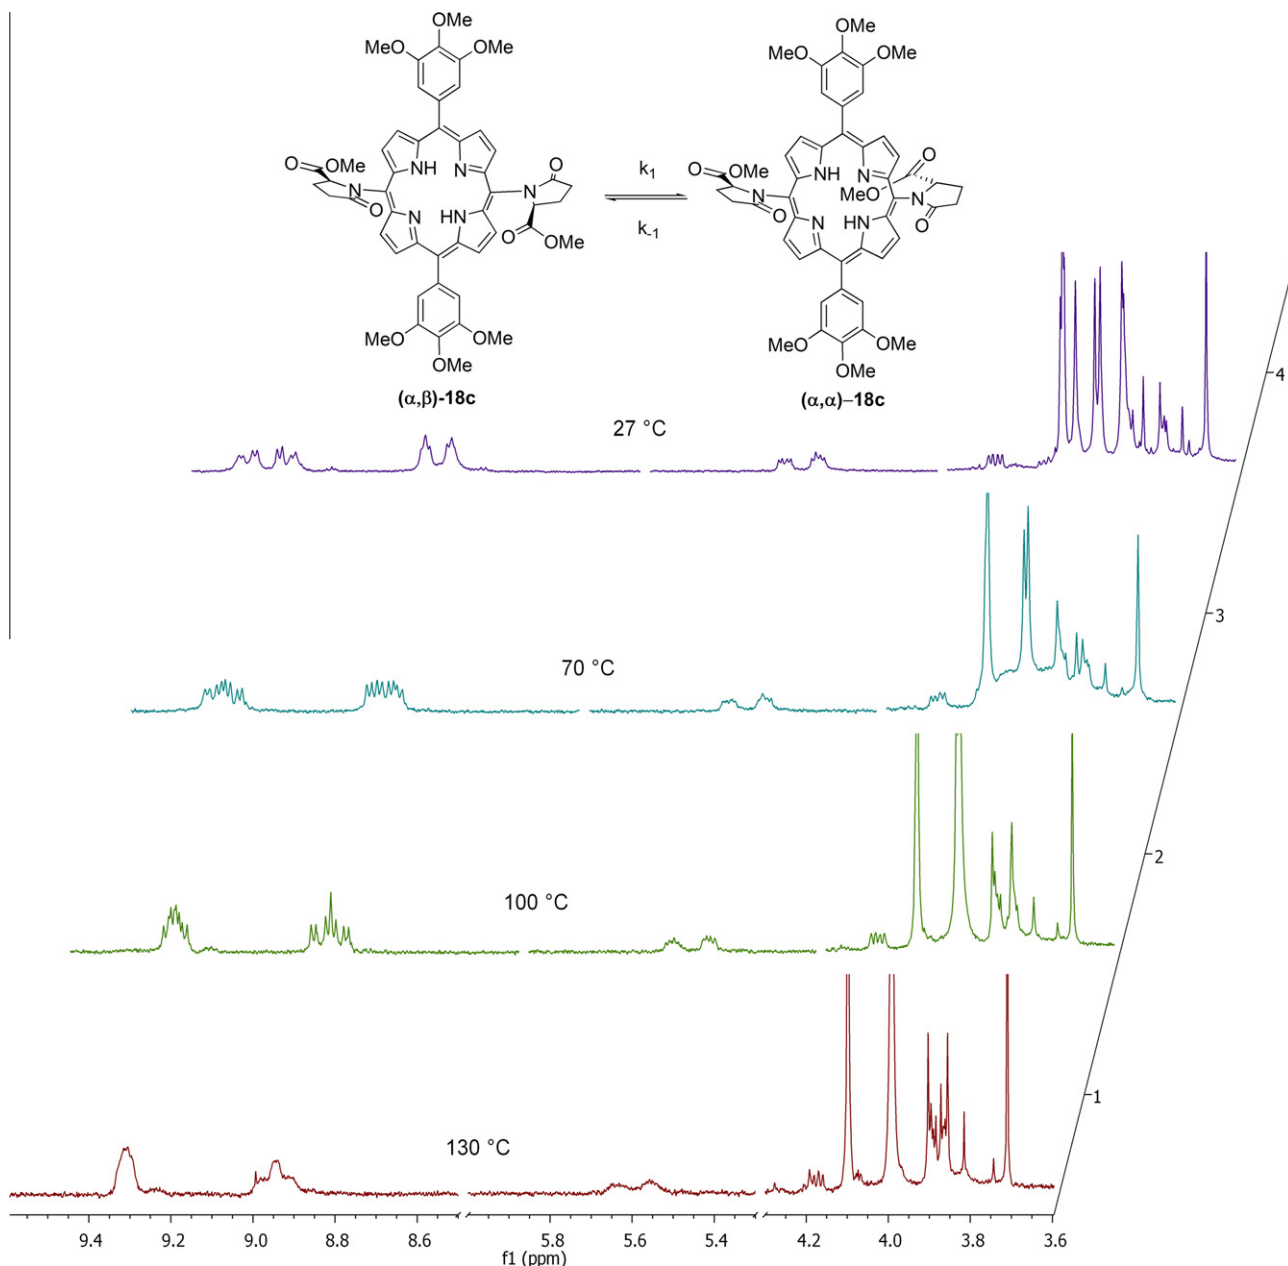 OMe OMe
MeO OMe MeO OMe
MeO OMe MeO OMe
O OMe O O OMe O
NH N NH N MeO
N O N N O N
N HN N HN O
O OMe
MeO OMe MeO OMe
OMe OMe
k₁
k₋₁
(α,β)-18c
(α,α)–18c
27 °C
4
70 °C
3
100 °C
2
130 °C
1
9.4 9.2 9.0 8.8 8.6 5.8 5.6 5.4 4.2 4.0 3.8 3.6
f1 (ppm)